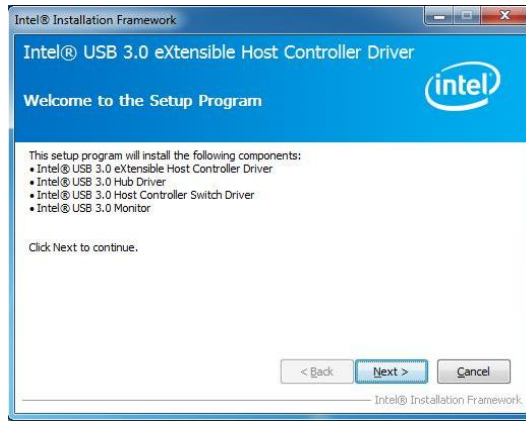 Intel® Installation Framework
Intel® USB 3.0 eXtensible Host Controller Driver
intel®
Welcome to the Setup Program
This setup program will install the following components:
• Intel® USB 3.0 eXtensible Host Controller Driver
• Intel® USB 3.0 Hub Driver
• Intel® USB 3.0 Host Controller Switch Driver
• Intel® USB 3.0 Monitor
Click Next to continue.
< Back Next > Cancel
Intel® Installation Framework